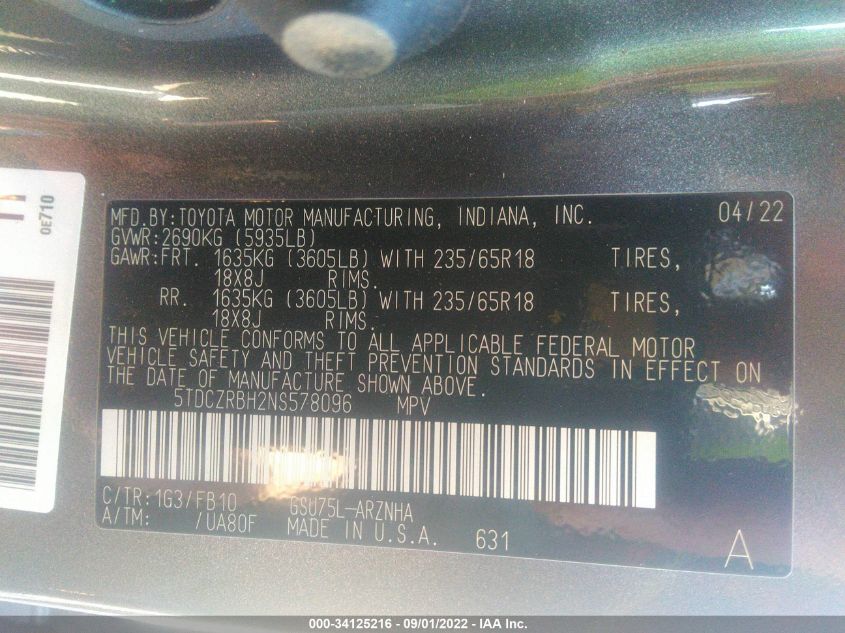 MFD.BY:TOYOTA MOTOR MANUFACTURING, INDIANA, INC. 04/22
GVWR:2690KG (5935LB)
GAWR:FRT. 1635KG (3605LB) WITH 235/65R18 TIRES,
18X8J RIMS.
RR. 1635KG (3605LB) WITH 235/65R18 TIRES,
18X8J RIMS.
THIS VEHICLE CONFORMS TO ALL APPLICABLE FEDERAL MOTOR
VEHICLE SAFETY AND THEFT PREVENTION STANDARDS IN EFFECT ON
THE DATE OF MANUFACTURE SHOWN ABOVE.
5TDCZRBH2NS578096 MPV
C/TR:1G3/FB10 GSU75L-ARZNHA
A/TM: /UA80F MADE IN U.S.A. 631
A
0E710
000-34125216 - 09/01/2022 - IAA Inc.